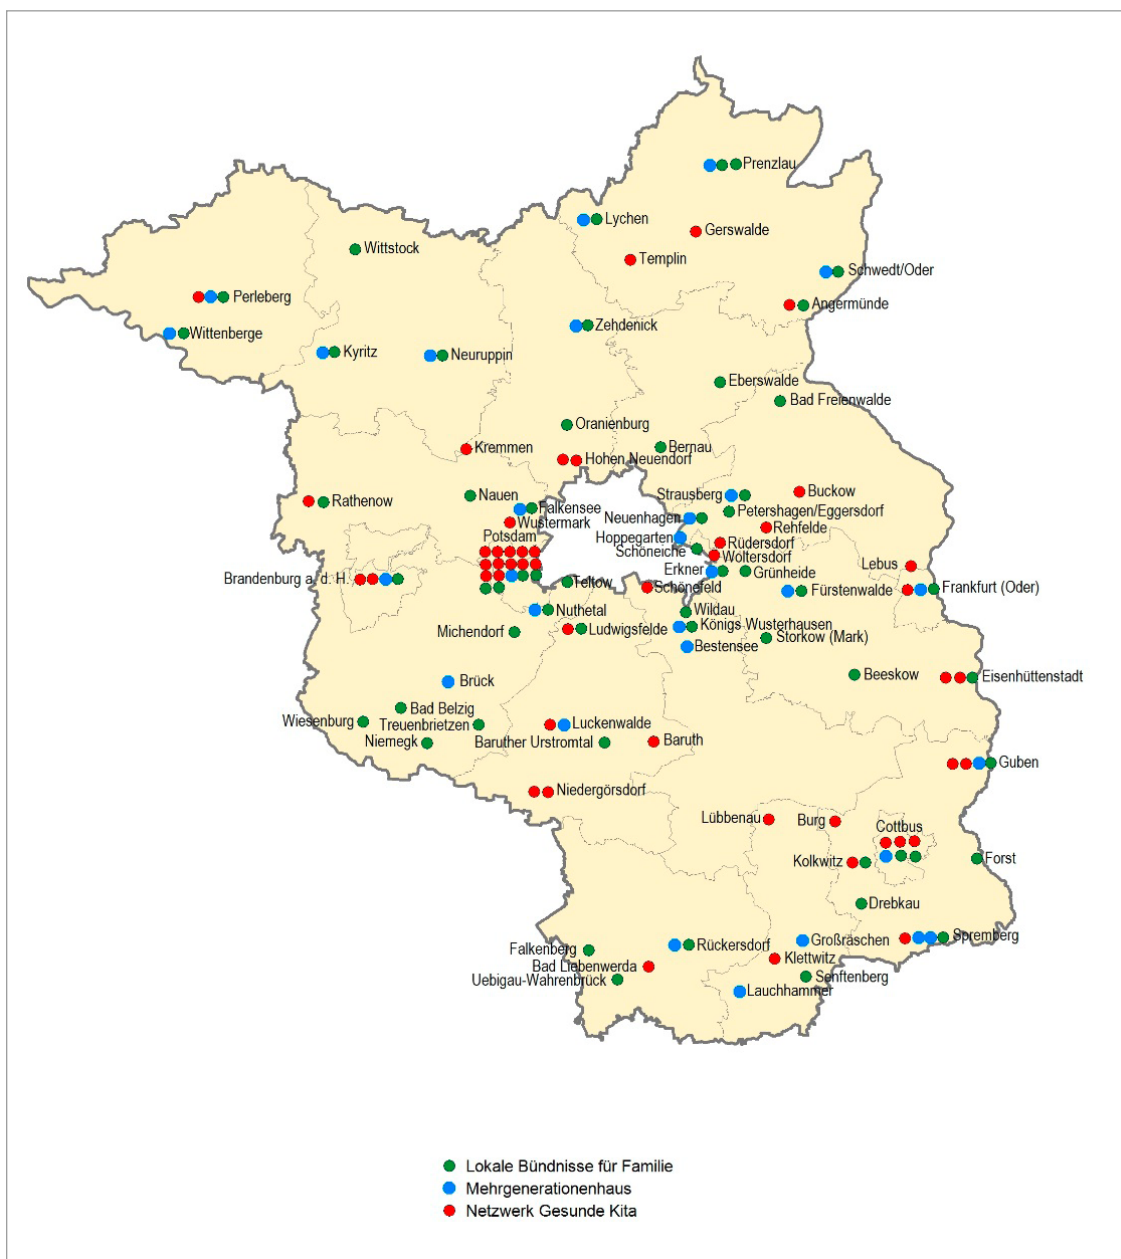 Prenzlau
Lychen
Gerswalde
Wittstock
Templin
Schwedt/Oder
Perleberg
Angermünde
Wittenberge
Zehdenick
Kyritz
Neuruppin
Eberswalde
Bad Freienwalde
Oranienburg
Kremmen
Bernau
Hohen Neuendorf
Rathenow
Nauen
Strausberg
Buckow
Falkensee
Petershagen/Eggersdorf
Wustermark
Neuenhagen
Rehfelde
Potsdam
Hoppegarten
Rüdersdorf
Schöneiche
Woltersdorf
Lebus
Brandenburg a. d. H.
Erkner
Grünheide
Teltow
Schönefeld
Fürstenwalde
Frankfurt (Oder)
Nuthetal
Wildau
Michendorf
Ludwigsfelde
Königs Wusterhausen
Storkow (Mark)
Bestensee
Beeskow
Eisenhüttenstadt
Brück
Bad Belzig
Wiesenburg
Treuenbrietzen
Luckenwalde
Niemegk
Baruther Urstromtal
Baruth
Guben
Niedergörsdorf
Lübbenau
Burg
Cottbus
Kolkwitz
Forst
Drebkau
Spremberg
Falkenberg
Rückersdorf
Großräschen
Bad Liebenwerda
Klettwitz
Uebigau-Wahrenbrück
Senftenberg
Lauchhammer
Lokale Bündnisse für Familie
Mehrgenerationenhaus
Netzwerk Gesunde Kita